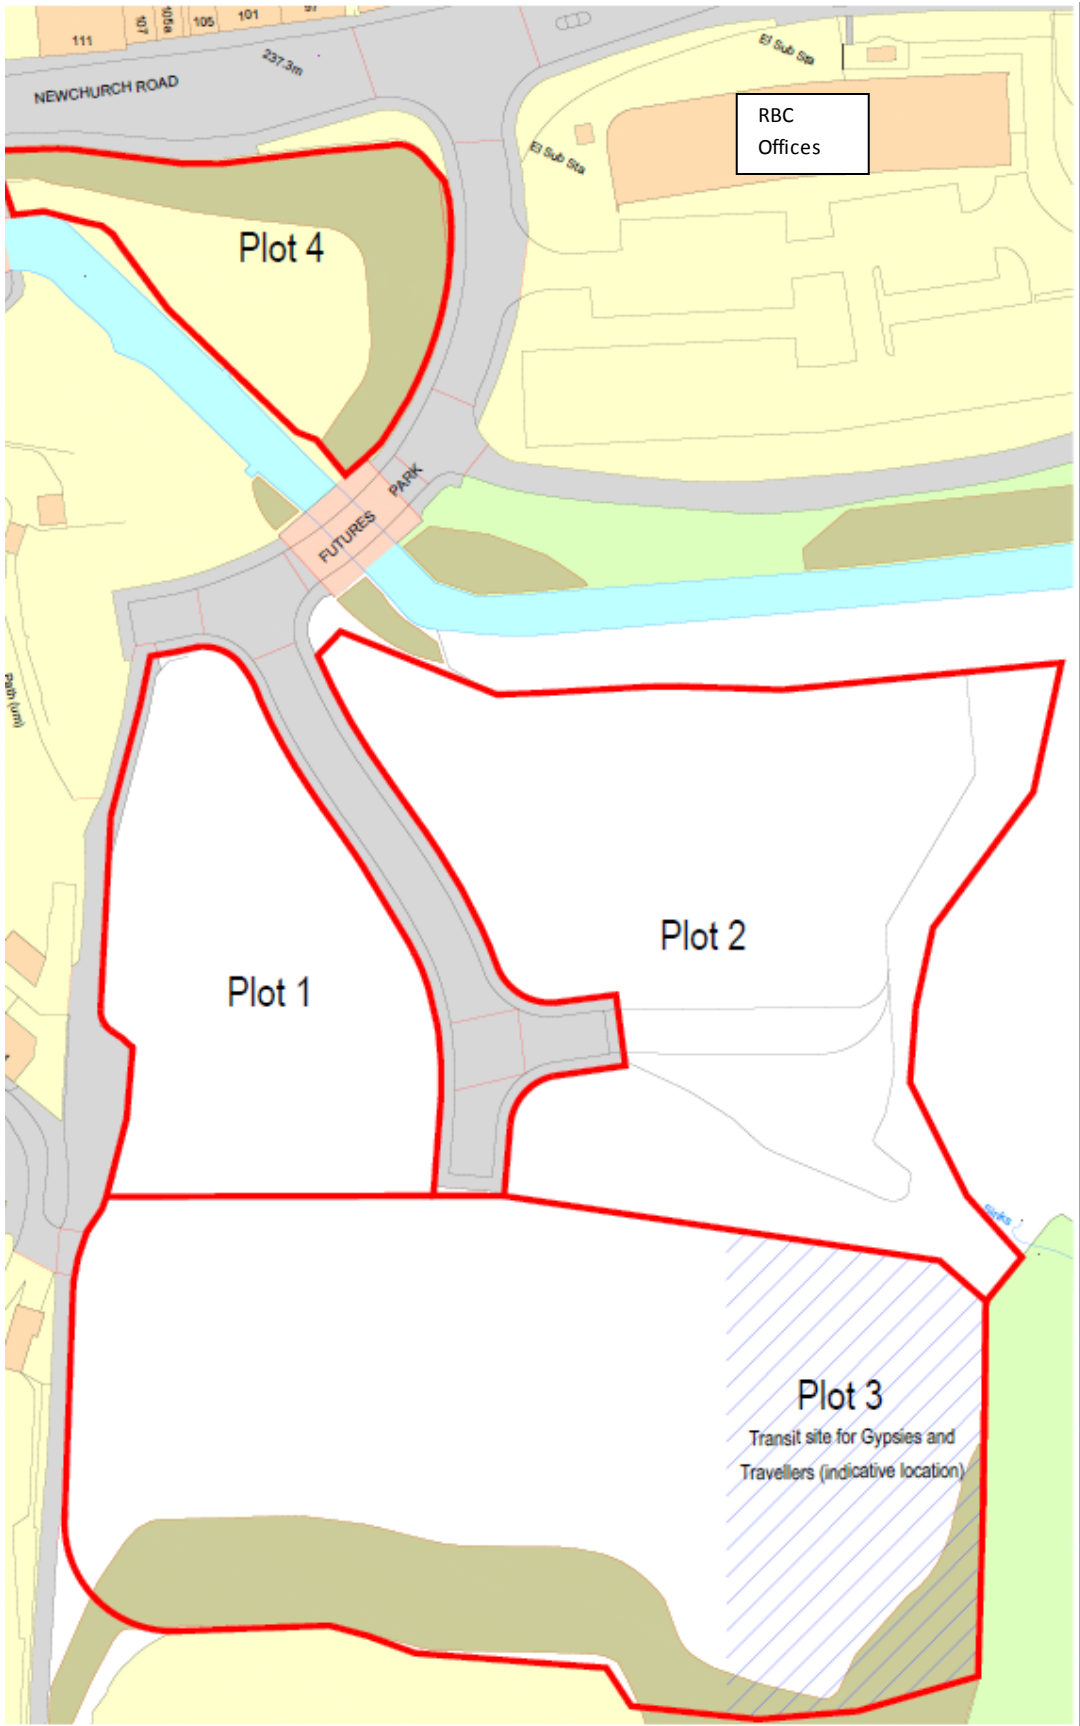 111
107
105a
105
101
97
237.3m
NEWCHURCH ROAD
El Sub Sta
RBC
Offices
El Sub Sta
Plot 4
FUTURES PARK
Path (um)
Plot 2
Plot 1
Sinks
Plot 3
Transit site for Gypsies and
Travellers (indicative location)